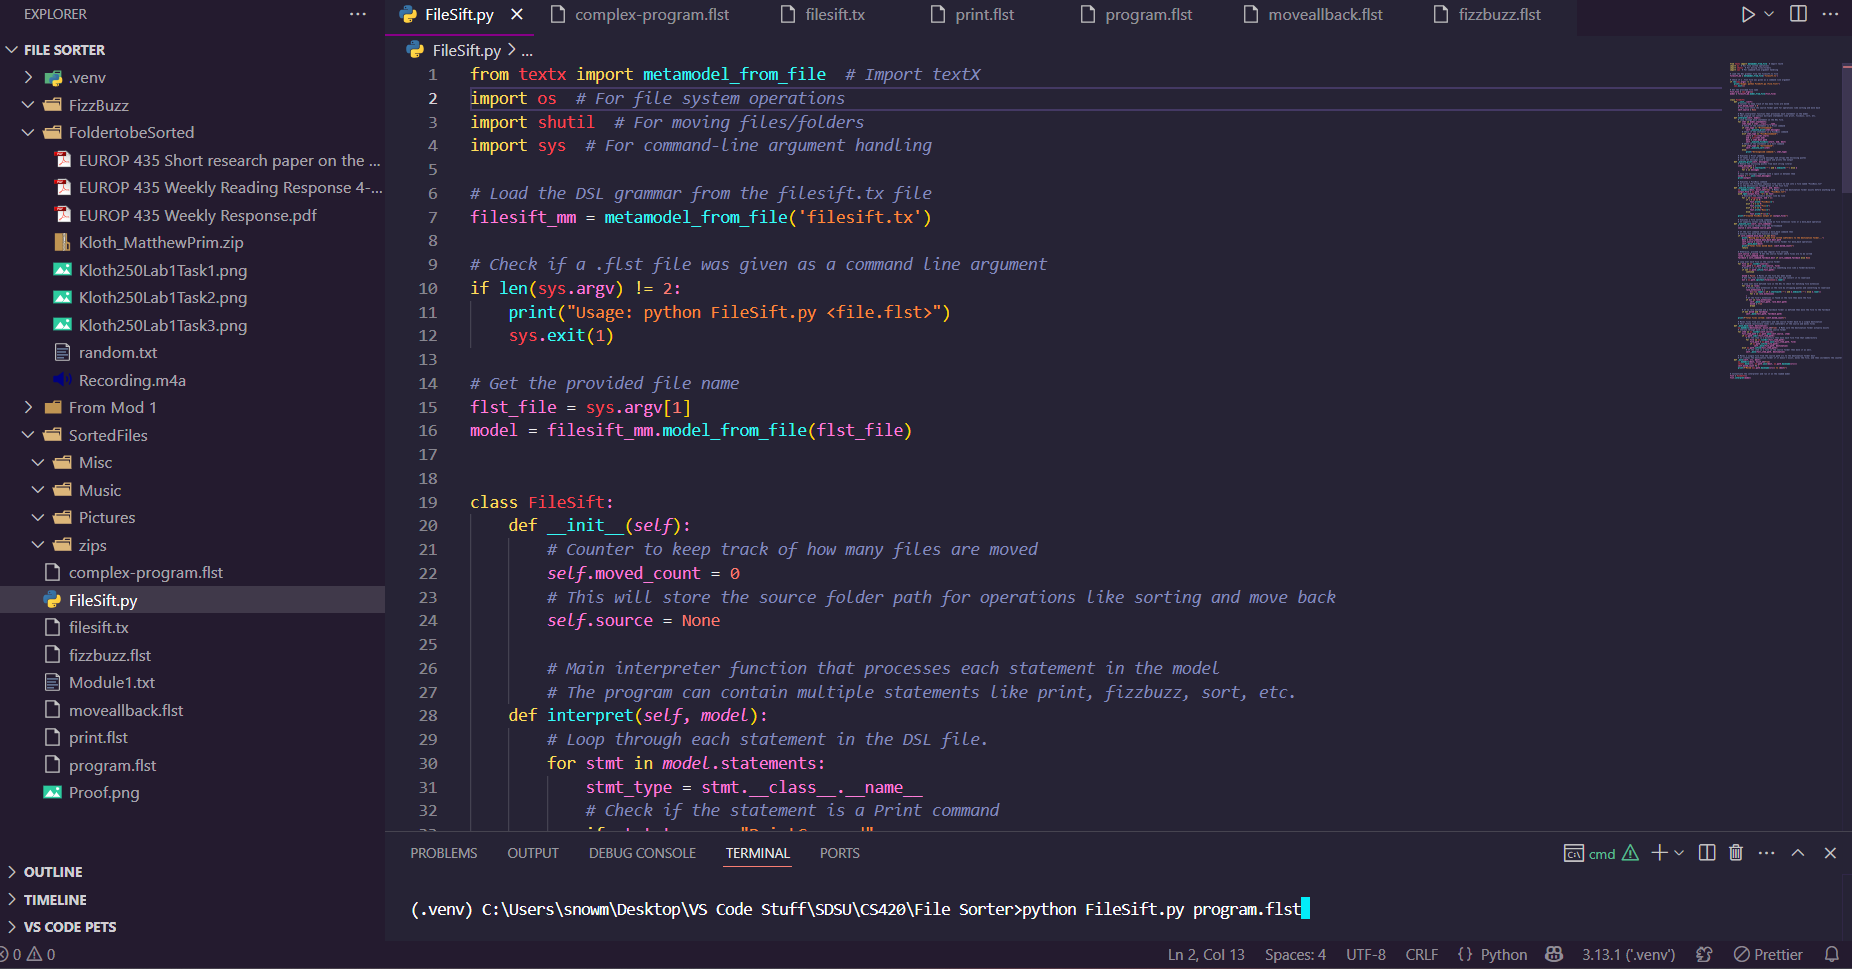 EXPLORER
FILE SORTER
.venv
FizzBuzz
FoldertobeSorted
EUROP 435 Short research paper on the ...
EUROP 435 Weekly Reading Response 4-...
EUROP 435 Weekly Response.pdf
Kloth_MatthewPrim.zip
Kloth250Lab1Task1.png
Kloth250Lab1Task2.png
Kloth250Lab1Task3.png
random.txt
Recording.m4a
From Mod 1
SortedFiles
Misc
Music
Pictures
zips
complex-program.flst
FileSift.py
filesift.tx
fizzbuzz.flst
Module1.txt
moveallback.flst
print.flst
program.flst
Proof.png
OUTLINE
TIMELINE
VS CODE PETS
FileSift.py complex-program.flst filesift.tx print.flst program.flst moveallback.flst fizzbuzz.flst
FileSift.py > ...
1 from textx import metamodel_from_file  # Import textX
2 import os  # For file system operations
3 import shutil  # For moving files/folders
4 import sys  # For command-line argument handling
5
6 # Load the DSL grammar from the filesift.tx file
7 filesift_mm = metamodel_from_file('filesift.tx')
8
9 # Check if a .flst file was given as a command line argument
10 if len(sys.argv) != 2:
11     print("Usage: python FileSift.py <file.flst>")
12     sys.exit(1)
13
14 # Get the provided file name
15 flst_file = sys.argv[1]
16 model = filesift_mm.model_from_file(flst_file)
17
18
19 class FileSift:
20     def __init__(self):
21         # Counter to keep track of how many files are moved
22         self.moved_count = 0
23         # This will store the source folder path for operations like sorting and move back
24         self.source = None
25
26         # Main interpreter function that processes each statement in the model
27         # The program can contain multiple statements like print, fizzbuzz, sort, etc.
28     def interpret(self, model):
29         # Loop through each statement in the DSL file.
30         for stmt in model.statements:
31             stmt_type = stmt.__class__.__name__
32             # Check if the statement is a Print command
PROBLEMS OUTPUT DEBUG CONSOLE TERMINAL PORTS cmd
(.venv) C:\Users\snowm\Desktop\VS Code Stuff\SDSU\CS420\File Sorter>python FileSift.py program.flst
0 0 Ln 2, Col 13 Spaces: 4 UTF-8 CRLF {} Python 3.13.1 ('.venv') Prettier